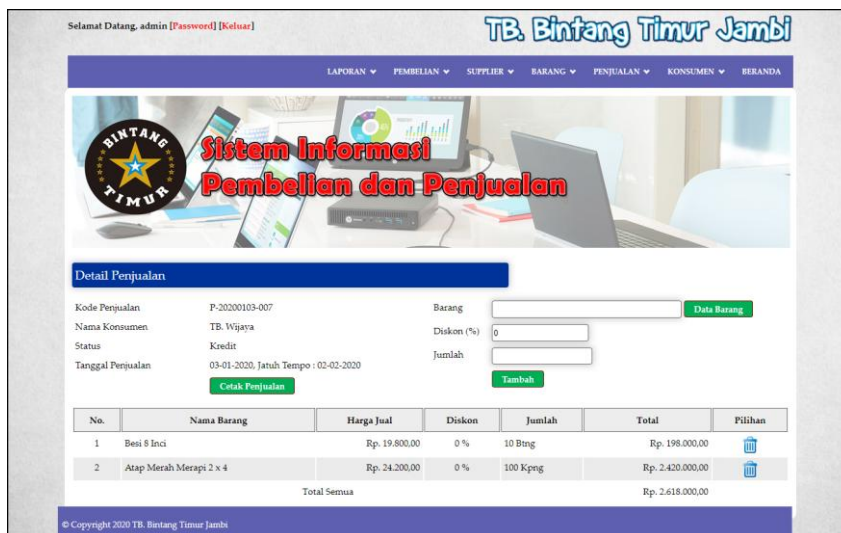 Selamat Datang, admin [Password] [Keluar]
TB. Bintang Timur Jambi
LAPORAN PEMBELIAN SUPPLIER BARANG PENJUALAN KONSUMEN BERANDA
BINTANG TIMUR
Sistem Informasi
Pembelian dan Penjualan
Detail Penjualan
Kode Penjualan P-20200103-007 Barang Data Barang
Nama Konsumen TB. Wijaya Diskon (%) 0
Status Kredit Jumlah
Tanggal Penjualan 03-01-2020, Jatuh Tempo : 02-02-2020 Tambah
Cetak Penjualan
No. Nama Barang Harga Jual Diskon Jumlah Total Pilihan
1 Besi 8 Inci Rp. 19.800,00 0 % 10 Btng Rp. 198.000,00
2 Atap Merah Merapi 2 x 4 Rp. 24.200,00 0 % 100 Kpng Rp. 2.420.000,00
Total Semua Rp. 2.618.000,00
© Copyright 2020 TB. Bintang Timur Jambi